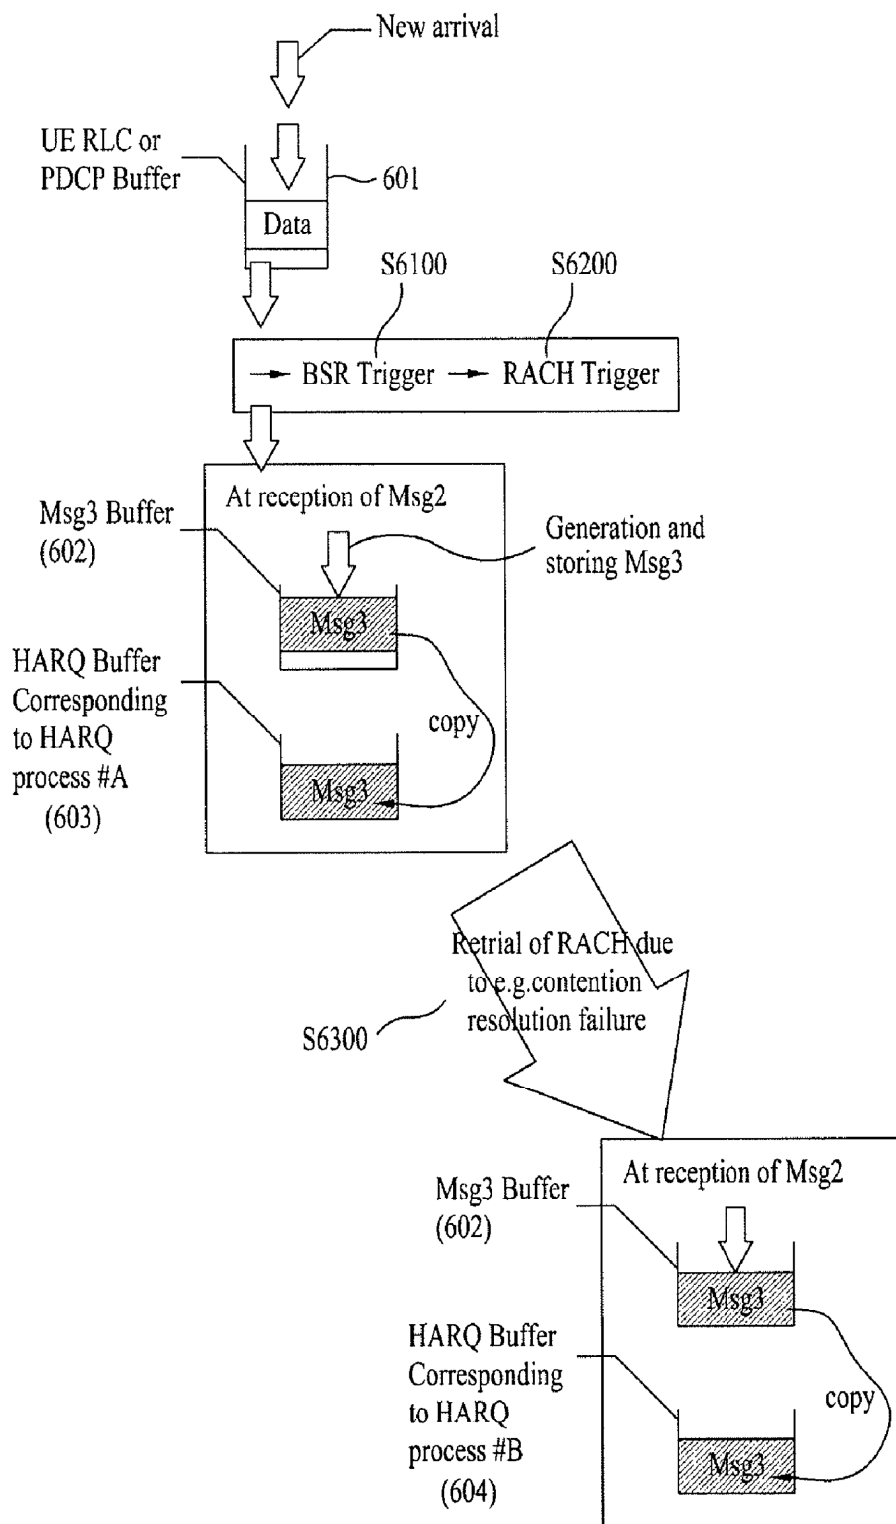 New arrival
UE RLC or
PDCP Buffer
601
Data
S6100
S6200
BSR Trigger
RACH Trigger
At reception of Msg2
Msg3 Buffer
(602)
Generation and
storing Msg3
Msg3
HARQ Buffer
Corresponding
to HARQ
process #A
(603)
copy
Msg3
Retrial of RACH due
to e.g.contention
resolution failure
S6300
At reception of Msg2
Msg3 Buffer
(602)
Msg3
HARQ Buffer
Corresponding
to HARQ
process #B
(604)
copy
Msg3